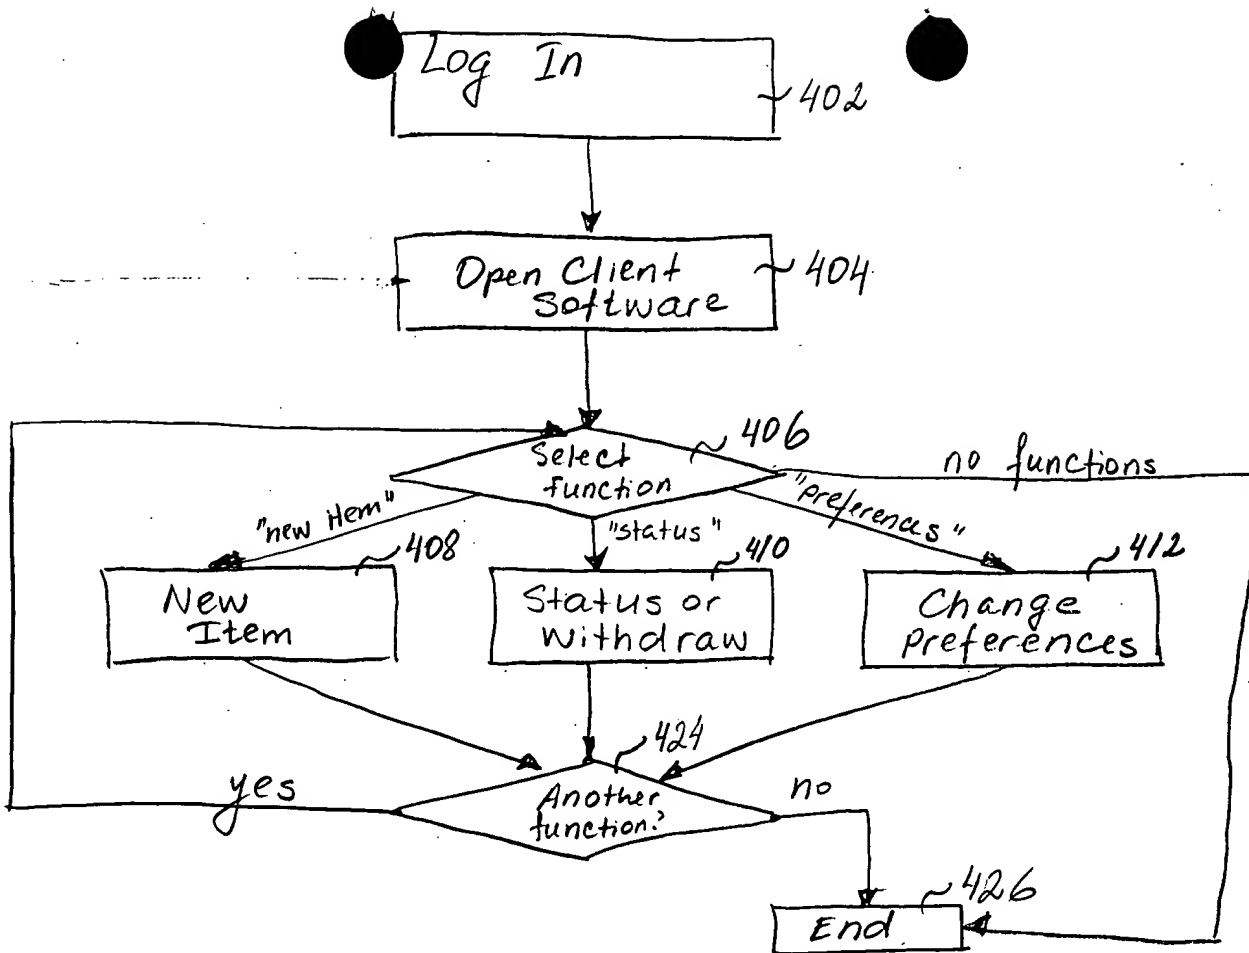 Log In
402
Open Client
Software
404
406
Select
function
no functions
"new item"
"status"
"preferences"
408
410
412
New
Item
Status or
Withdraw
Change
Preferences
424
yes
Another
function?
no
426
End